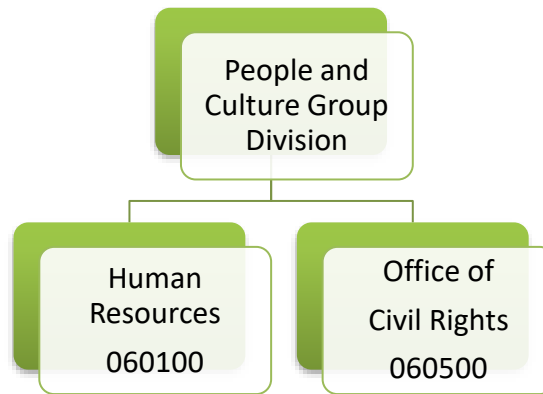 People and
Culture Group
Division
Human
Resources
060100
Office of
Civil Rights
060500